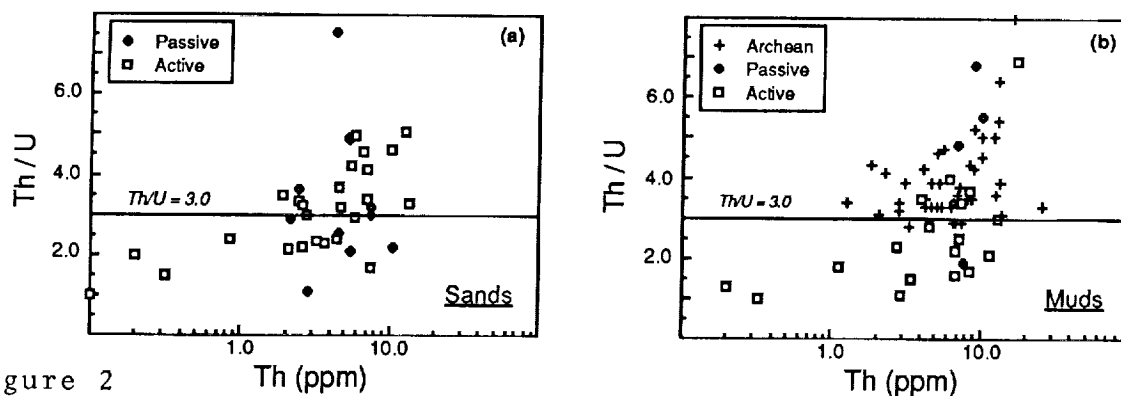 (a)
Passive
Active
6.0
4.0
2.0
Th / U
Th/U = 3.0
Sands
1.0
10.0
Th (ppm)
(b)
Archean
Passive
Active
6.0
4.0
2.0
Th/U
Th/U = 3.0
Muds
1.0
10.0
Th (ppm)
gure 2